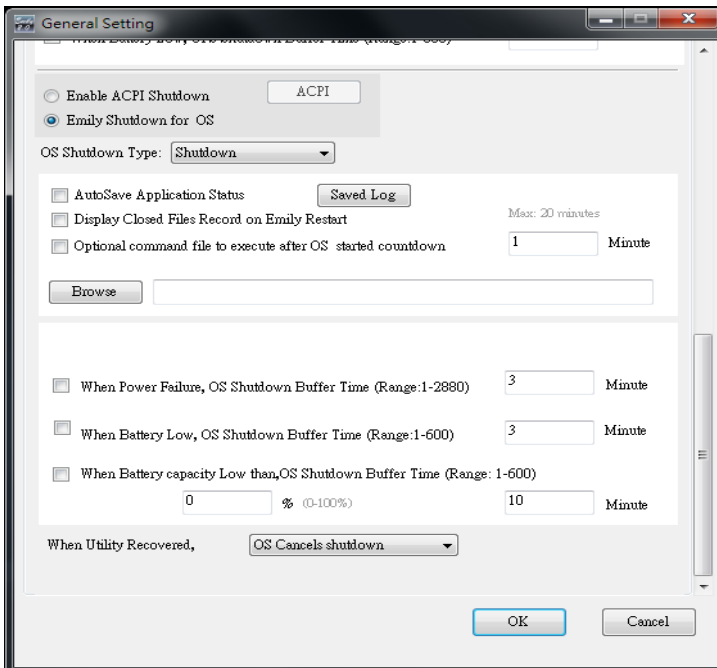 General Setting
Enable ACPI Shutdown
ACPI
Emily Shutdown for OS
OS Shutdown Type: Shutdown
AutoSave Application Status
Saved Log
Display Closed Files Record on Emily Restart
Max: 20 minutes
Optional command file to execute after OS started countdown
1 Minute
Browse
When Power Failure, OS Shutdown Buffer Time (Range:1-2880)
3 Minute
When Battery Low, OS Shutdown Buffer Time (Range:1-600)
3 Minute
When Battery capacity Low than,OS Shutdown Buffer Time (Range: 1-600)
0 % (0-100%)
10 Minute
When Utility Recovered, OS Cancels shutdown
OK
Cancel